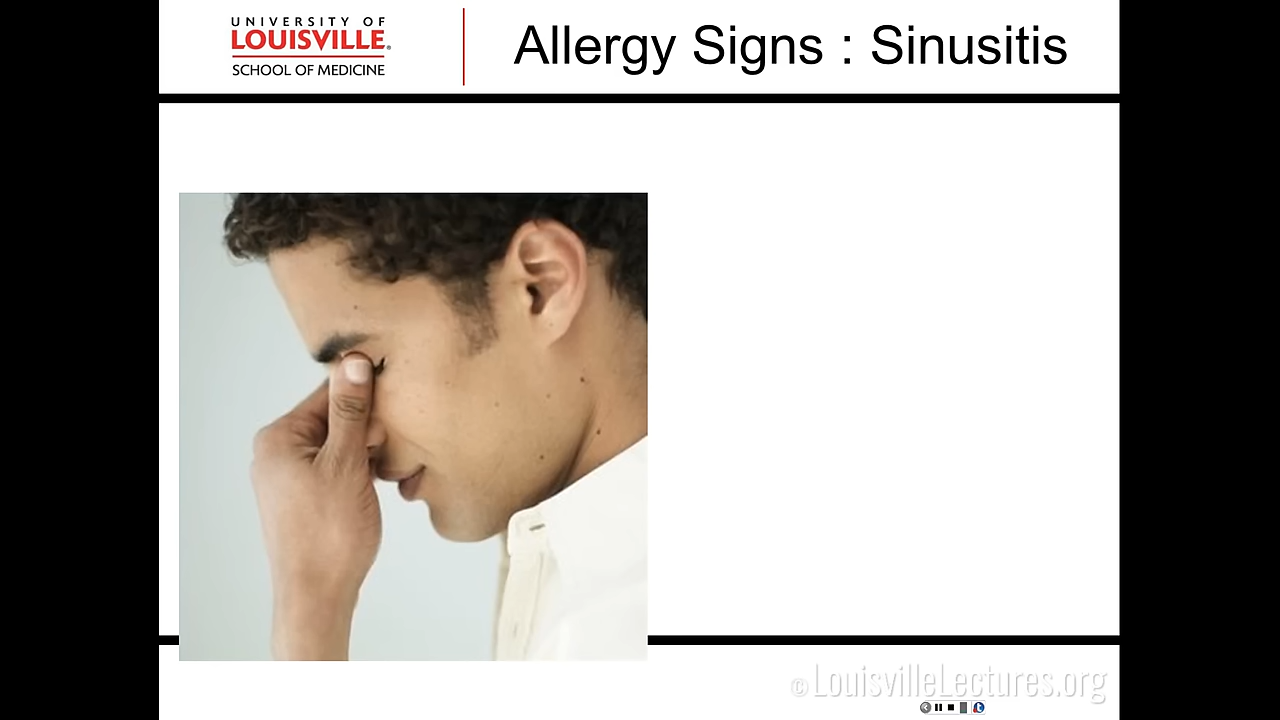 UNIVERSITY OF
LOUISVILLE®
SCHOOL OF MEDICINE
Allergy Signs : Sinusitis
© LouisvilleLectures.org